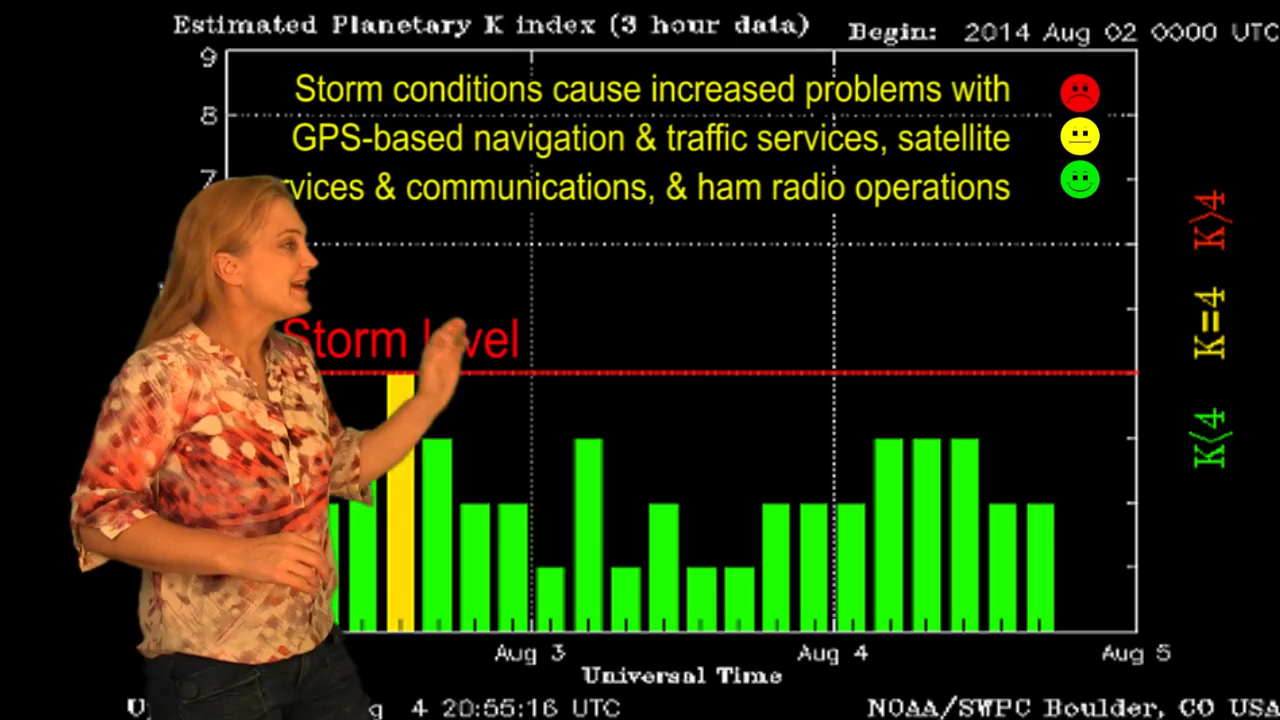 Estimated Planetary K index (3 hour data)
Begin: 2014 Aug 02 0000 UTC
9
8
7
Storm conditions cause increased problems with
GPS-based navigation & traffic services, satellite
& communications, & ham radio operations
Storm
K>4
K=4
K<4
Aug 3
Aug 4
Aug 5
Universal Time
4 20:55:16 UTC
NOAA/SWPC Boulder, CO USA